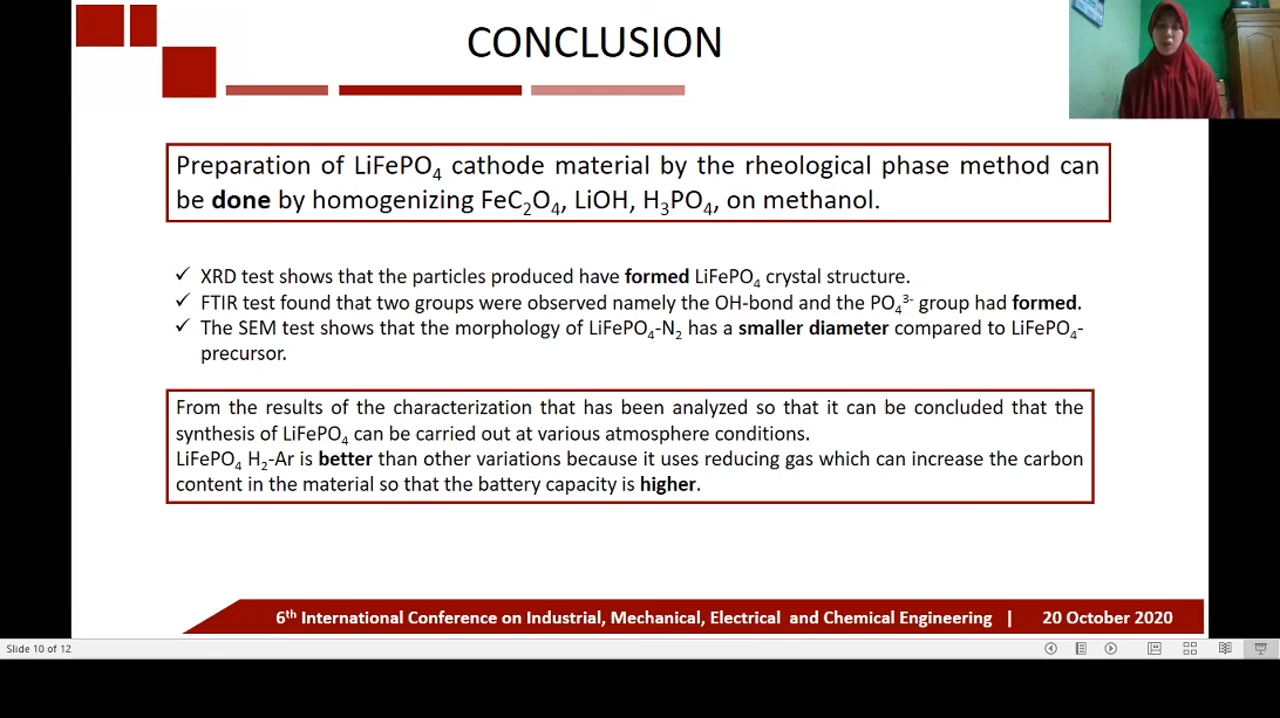 CONCLUSION
Preparation of LiFePO₄ cathode material by the rheological phase method can
be done by homogenizing FeC₂O₄, LiOH, H₃PO₄, on methanol.
✓ XRD test shows that the particles produced have formed LiFePO₄ crystal structure.
✓ FTIR test found that two groups were observed namely the OH-bond and the PO₄³⁻ group had formed.
✓ The SEM test shows that the morphology of LiFePO₄-N₂ has a smaller diameter compared to LiFePO₄-
precursor.
From the results of the characterization that has been analyzed so that it can be concluded that the
synthesis of LiFePO₄ can be carried out at various atmosphere conditions.
LiFePO₄ H₂-Ar is better than other variations because it uses reducing gas which can increase the carbon
content in the material so that the battery capacity is higher.
6th International Conference on Industrial, Mechanical, Electrical and Chemical Engineering | 20 October 2020
Slide 10 of 12